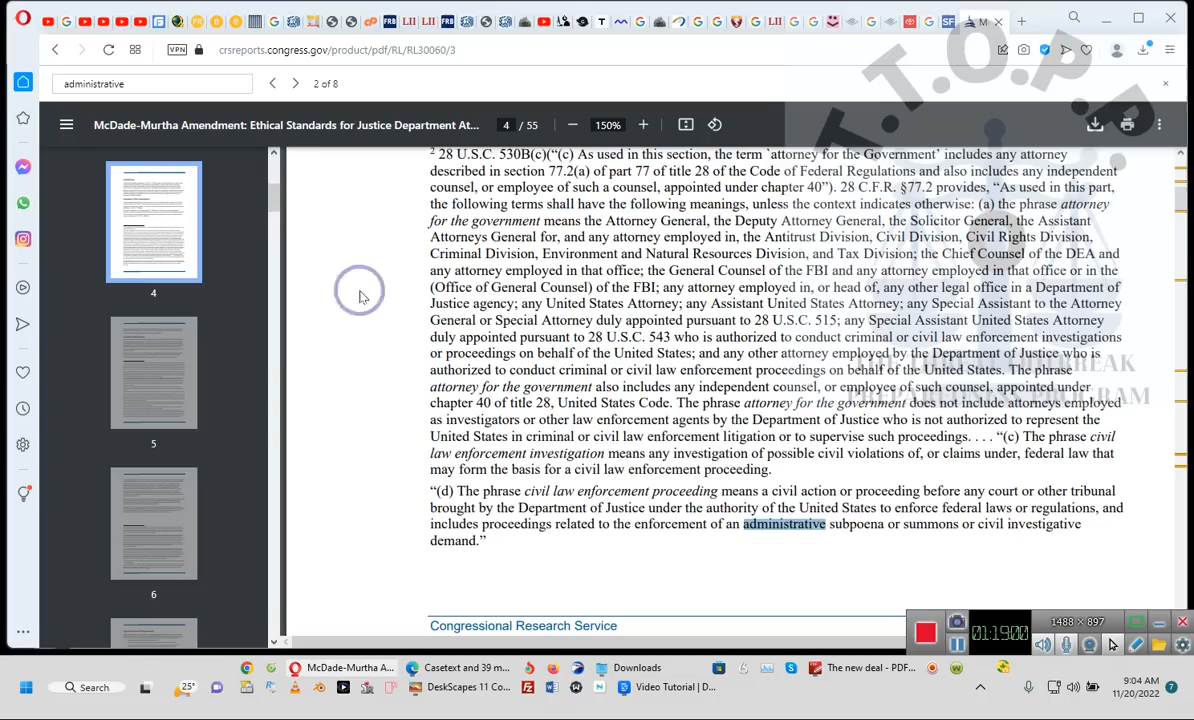 FRB
LII
LII
FRB
cP
T
LII
SF
M
VPN
crsreports.congress.gov/product/pdf/RL/RL30060/3
administrative
2 of 8
McDade-Murtha Amendment: Ethical Standards for Justice Department At...
4 / 55
150%
T.T.O.P.P.
4
5
6
2 28 U.S.C. 530B(c)(“(c) As used in this section, the term `attorney for the Government’ includes any attorney
described in section 77.2(a) of part 77 of title 28 of the Code of Federal Regulations and also includes any independent
counsel, or employee of such a counsel, appointed under chapter 40”). 28 C.F.R. §77.2 provides, “As used in this part,
the following terms shall have the following meanings, unless the context indicates otherwise: (a) the phrase attorney
for the government means the Attorney General, the Deputy Attorney General, the Solicitor General, the Assistant
Attorneys General for, and any attorney employed in, the Antitrust Division, Civil Division, Civil Rights Division,
Criminal Division, Environment and Natural Resources Division, and Tax Division; the Chief Counsel of the DEA and
any attorney employed in that office; the General Counsel of the FBI and any attorney employed in that office or in the
(Office of General Counsel) of the FBI; any attorney employed in, or head of, any other legal office in a Department of
Justice agency; any United States Attorney; any Assistant United States Attorney; any Special Assistant to the Attorney
General or Special Attorney duly appointed pursuant to 28 U.S.C. 515; any Special Assistant United States Attorney
duly appointed pursuant to 28 U.S.C. 543 who is authorized to conduct criminal or civil law enforcement investigations
or proceedings on behalf of the United States; and any other attorney employed by the Department of Justice who is
authorized to conduct criminal or civil law enforcement proceedings on behalf of the United States. The phrase
attorney for the government also includes any independent counsel, or employee of such counsel, appointed under
chapter 40 of title 28, United States Code. The phrase attorney for the government does not include attorneys employed
as investigators or other law enforcement agents by the Department of Justice who is not authorized to represent the
United States in criminal or civil law enforcement litigation or to supervise such proceedings. . . . “(c) The phrase civil
law enforcement investigation means any investigation of possible civil violations of, or claims under, federal law that
may form the basis for a civil law enforcement proceeding.
“(d) The phrase civil law enforcement proceeding means a civil action or proceeding before any court or other tribunal
brought by the Department of Justice under the authority of the United States to enforce federal laws or regulations, and
includes proceedings related to the enforcement of an administrative subpoena or summons or civil investigative
demand.”
PREPAREDNESS PROGRAM
Congressional Research Service
1488 × 897
01:19:00
McDade-Murtha A...
Casetext and 39 m...
Downloads
The new deal - PDF...
Search
25°
DeskScapes 11 Co...
Video Tutorial | D...
9:04 AM
11/20/2022
7